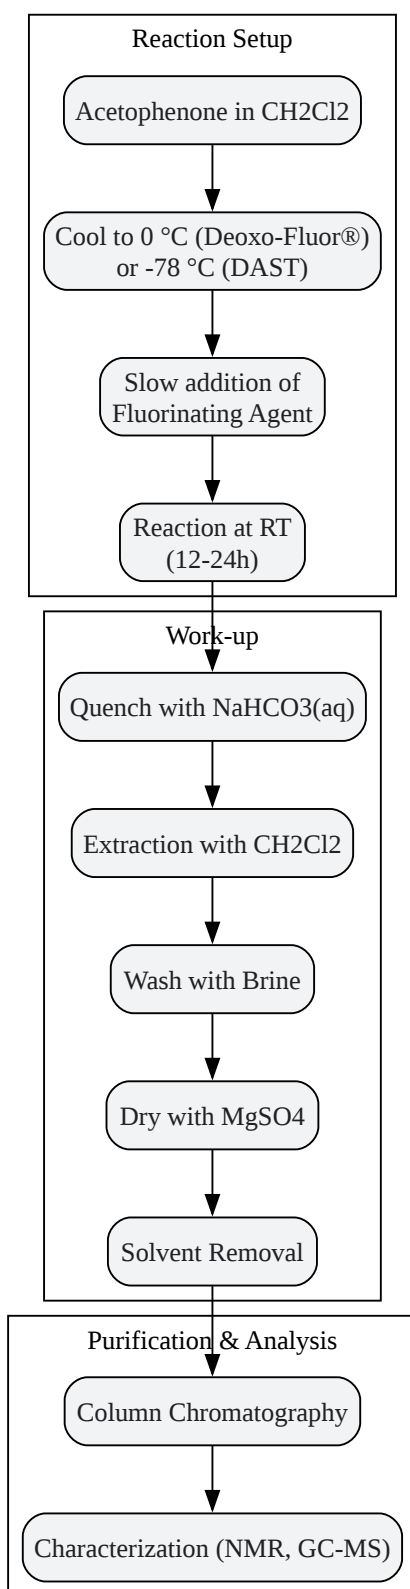 Reaction Setup
Acetophenone in CH2Cl2
Cool to 0 °C (Deoxo-Fluor®)
or -78 °C (DAST)
Slow addition of
Fluorinating Agent
Reaction at RT
(12-24h)
Work-up
Quench with NaHCO3(aq)
Extraction with CH2Cl2
Wash with Brine
Dry with MgSO4
Solvent Removal
Purification & Analysis
Column Chromatography
Characterization (NMR, GC-MS)